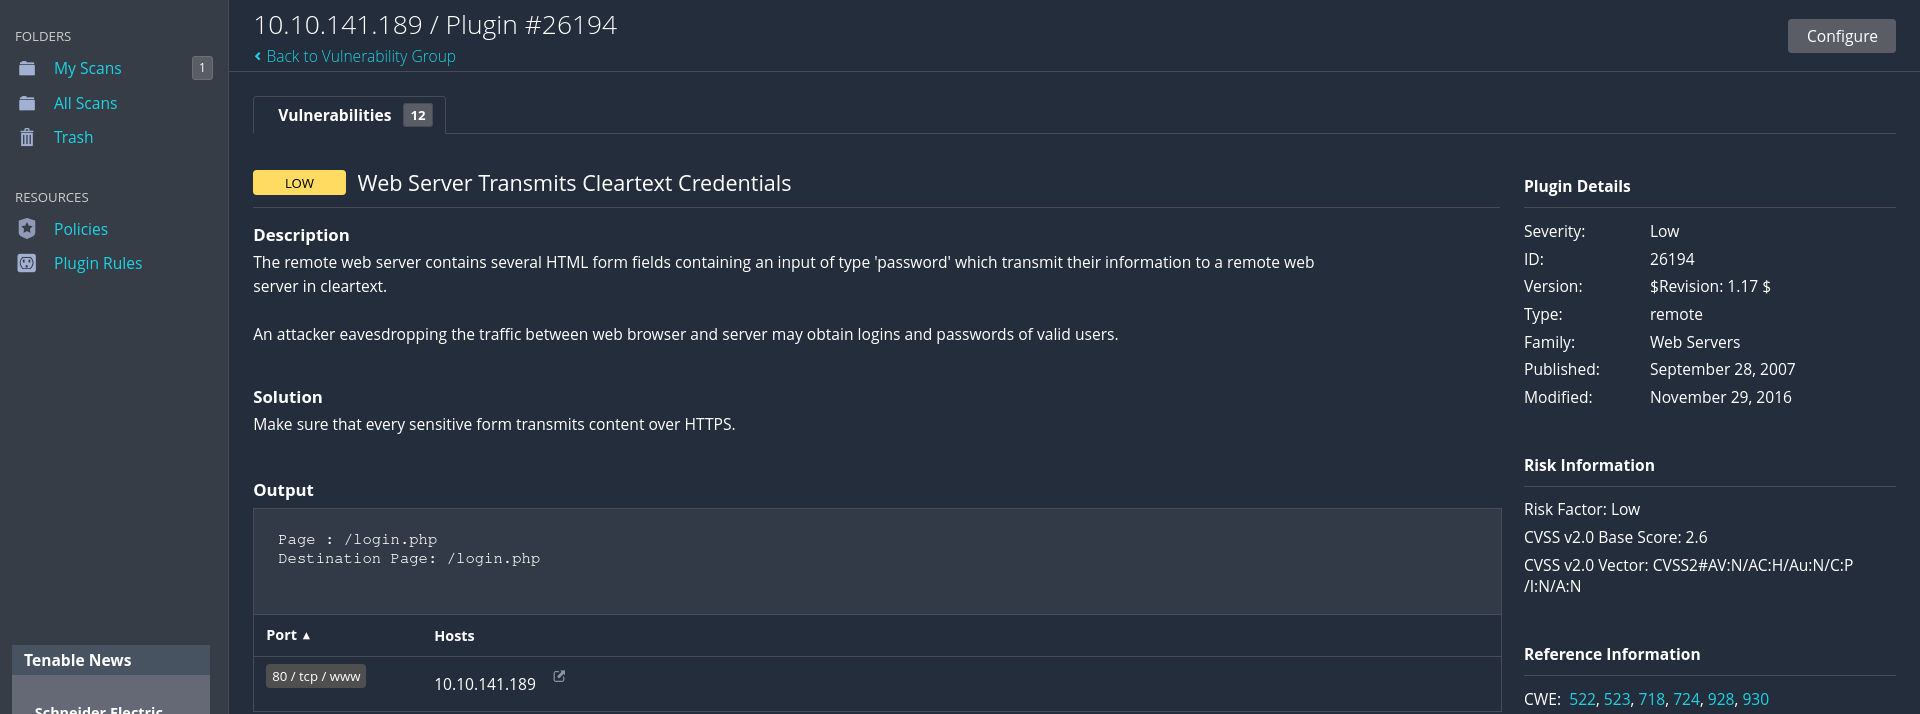 FOLDERS
My Scans 1
All Scans
Trash
RESOURCES
Policies
Plugin Rules
Tenable News
Schneider Electric
10.10.141.189 / Plugin #26194
Back to Vulnerability Group
Configure
Vulnerabilities 12
LOW Web Server Transmits Cleartext Credentials
Description
The remote web server contains several HTML form fields containing an input of type 'password' which transmit their information to a remote web
server in cleartext.
An attacker eavesdropping the traffic between web browser and server may obtain logins and passwords of valid users.
Solution
Make sure that every sensitive form transmits content over HTTPS.
Output
Page : /login.php
Destination Page: /login.php
Port ▲ Hosts
80 / tcp / www 10.10.141.189
Plugin Details
Severity: Low
ID: 26194
Version: $Revision: 1.17 $
Type: remote
Family: Web Servers
Published: September 28, 2007
Modified: November 29, 2016
Risk Information
Risk Factor: Low
CVSS v2.0 Base Score: 2.6
CVSS v2.0 Vector: CVSS2#AV:N/AC:H/Au:N/C:P
/I:N/A:N
Reference Information
CWE: 522, 523, 718, 724, 928, 930